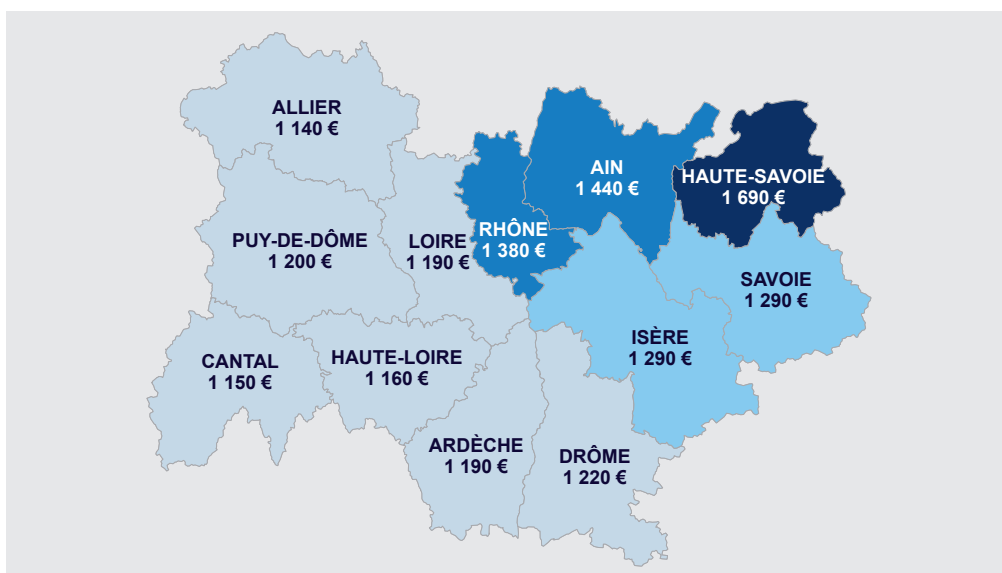 ALLIER
1 140 €
AIN
1 440 €
HAUTE-SAVOIE
1 690 €
PUY-DE-DÔME
1 200 €
LOIRE
1 190 €
RHÔNE
1 380 €
SAVOIE
1 290 €
ISÈRE
1 290 €
CANTAL
1 150 €
HAUTE-LOIRE
1 160 €
ARDÈCHE
1 190 €
DRÔME
1 220 €